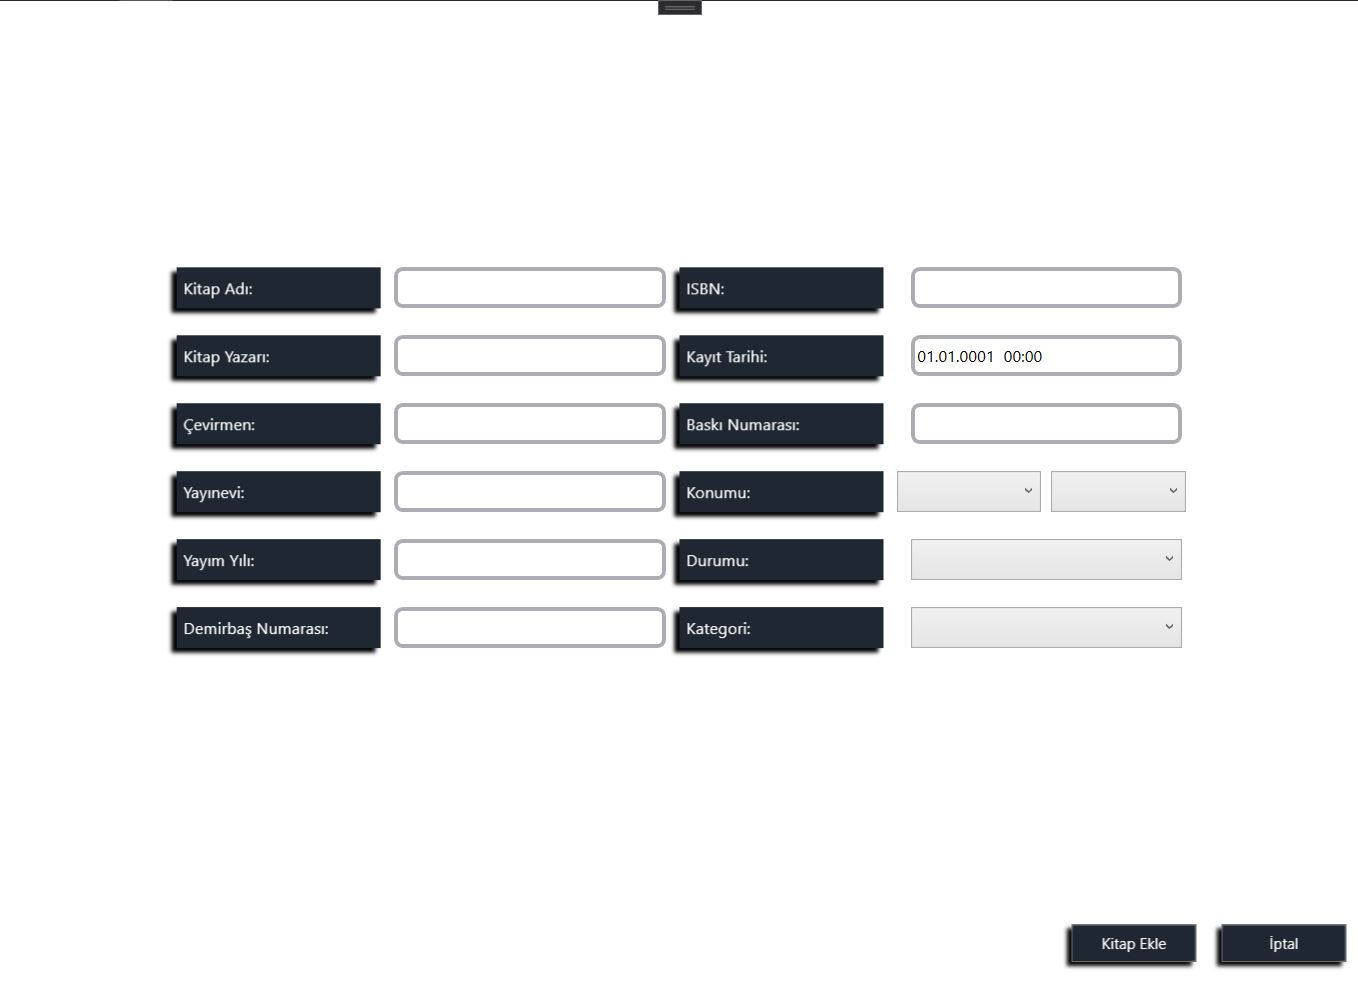 Kitap Adı:
ISBN:
Kitap Yazarı:
Kayıt Tarihi:
01.01.0001  00:00
Çevirmen:
Baskı Numarası:
Yayınevi:
Konumu:
Yayım Yılı:
Durumu:
Demirbaş Numarası:
Kategori:
Kitap Ekle
İptal